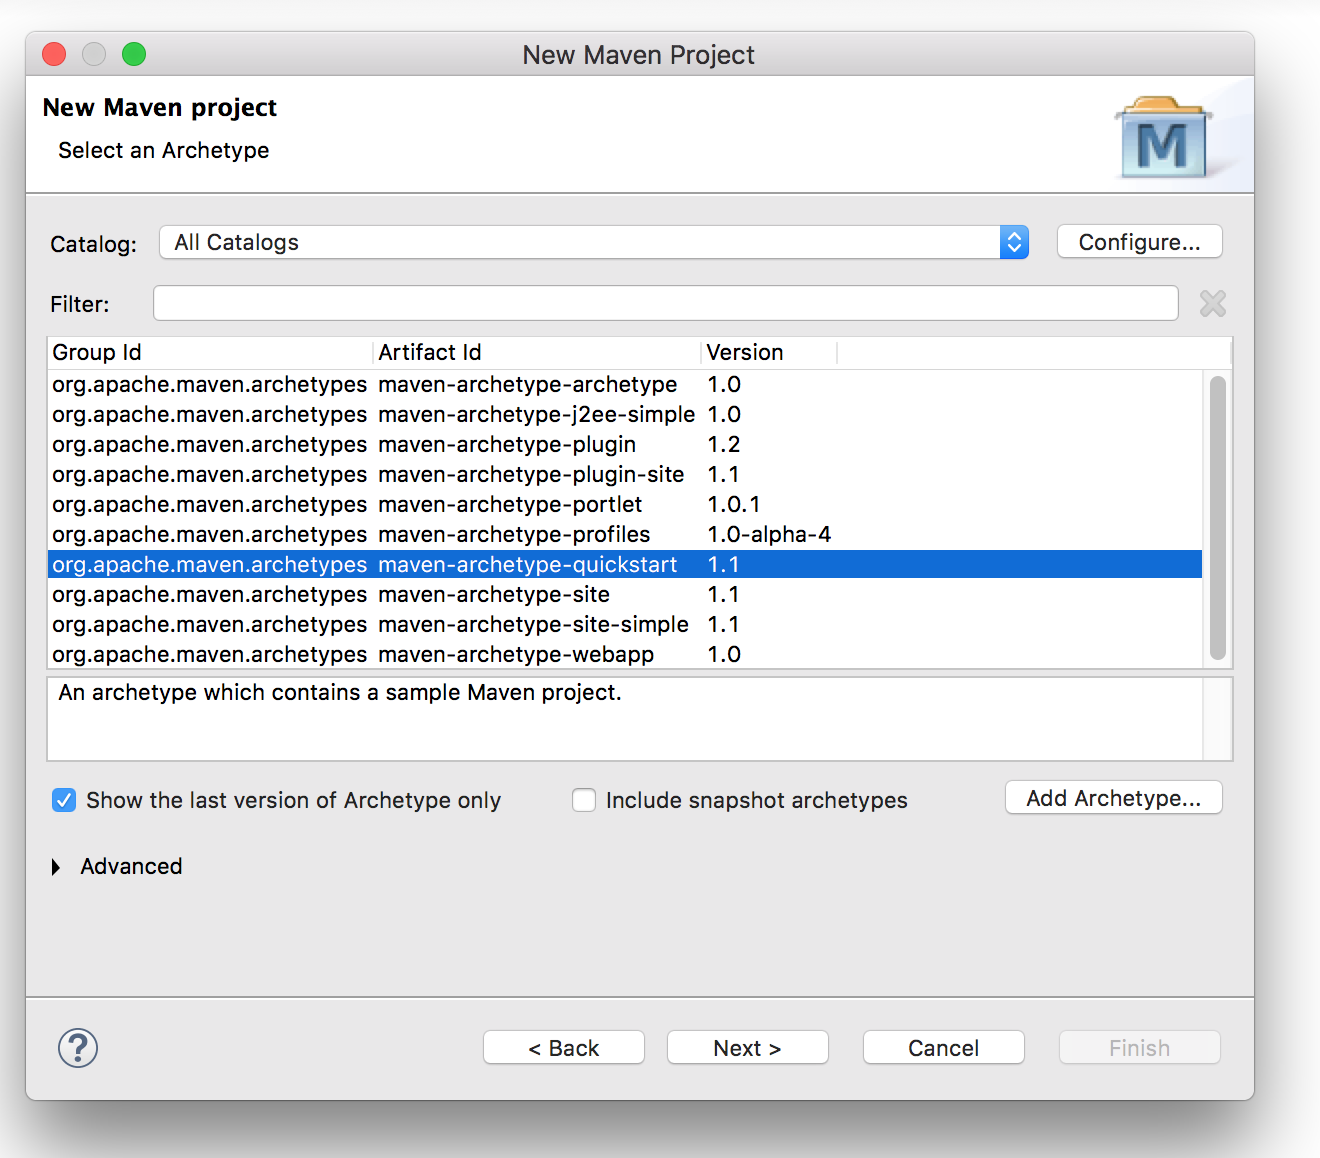 New Maven Project
New Maven project
Select an Archetype
M
Catalog: All Catalogs Configure...
Filter:
Group Id Artifact Id Version
org.apache.maven.archetypes maven-archetype-archetype 1.0
org.apache.maven.archetypes maven-archetype-j2ee-simple 1.0
org.apache.maven.archetypes maven-archetype-plugin 1.2
org.apache.maven.archetypes maven-archetype-plugin-site 1.1
org.apache.maven.archetypes maven-archetype-portlet 1.0.1
org.apache.maven.archetypes maven-archetype-profiles 1.0-alpha-4
org.apache.maven.archetypes maven-archetype-quickstart 1.1
org.apache.maven.archetypes maven-archetype-site 1.1
org.apache.maven.archetypes maven-archetype-site-simple 1.1
org.apache.maven.archetypes maven-archetype-webapp 1.0
An archetype which contains a sample Maven project.
Show the last version of Archetype only Include snapshot archetypes Add Archetype...
Advanced
? < Back Next > Cancel Finish